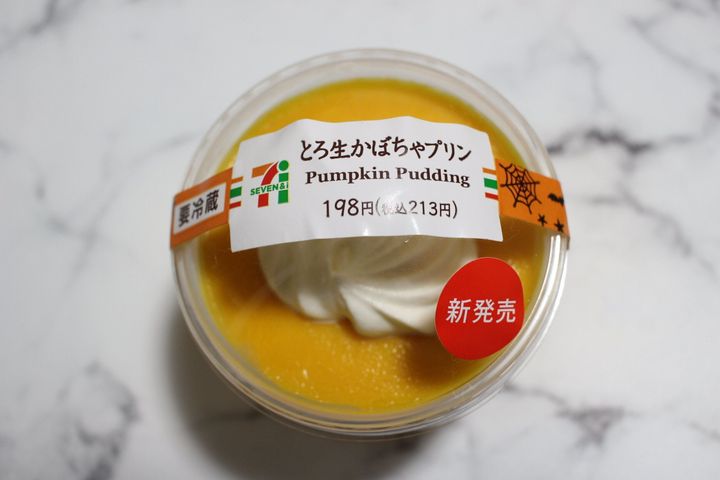 とろ生かぼちゃプリン
Pumpkin Pudding
198円(税込213円)
7i
SEVEN&i
要冷蔵
新発売